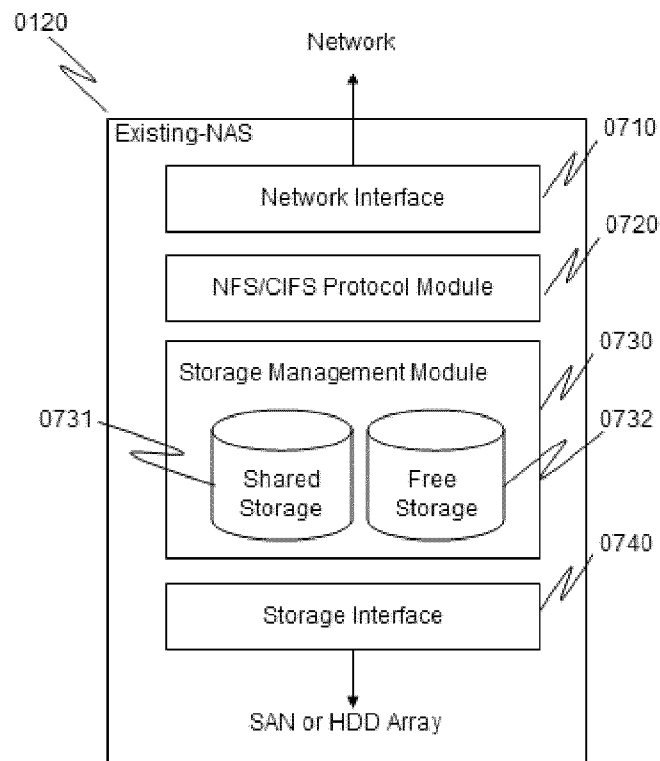 0120
Network
Existing-NAS
0710
Network Interface
0720
NFS/CIFS Protocol Module
0730
Storage Management Module
0731
0732
Shared
Storage
Free
Storage
0740
Storage Interface
SAN or HDD Array